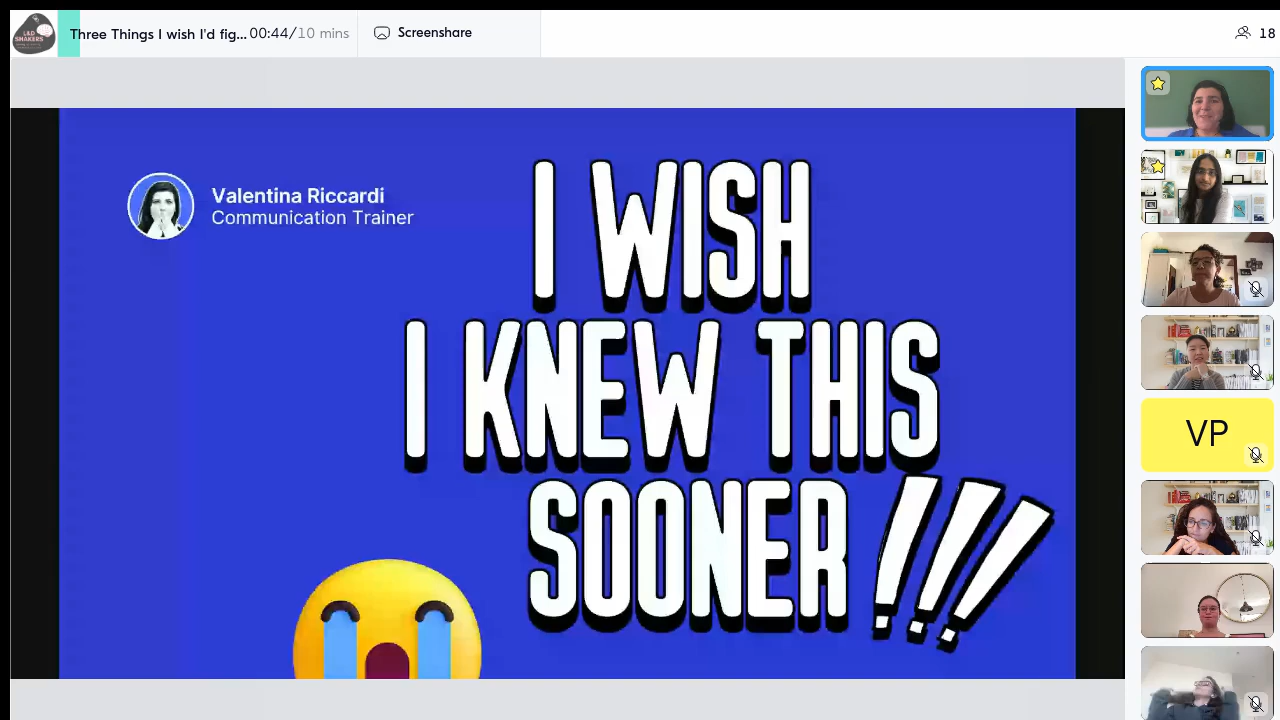 L&D
SHAKERS
Three Things I wish I'd fig... 00:44/10 mins
Screenshare
18
Valentina Riccardi
Communication Trainer
I WISH
I KNEW THIS
SOONER!!!
VP